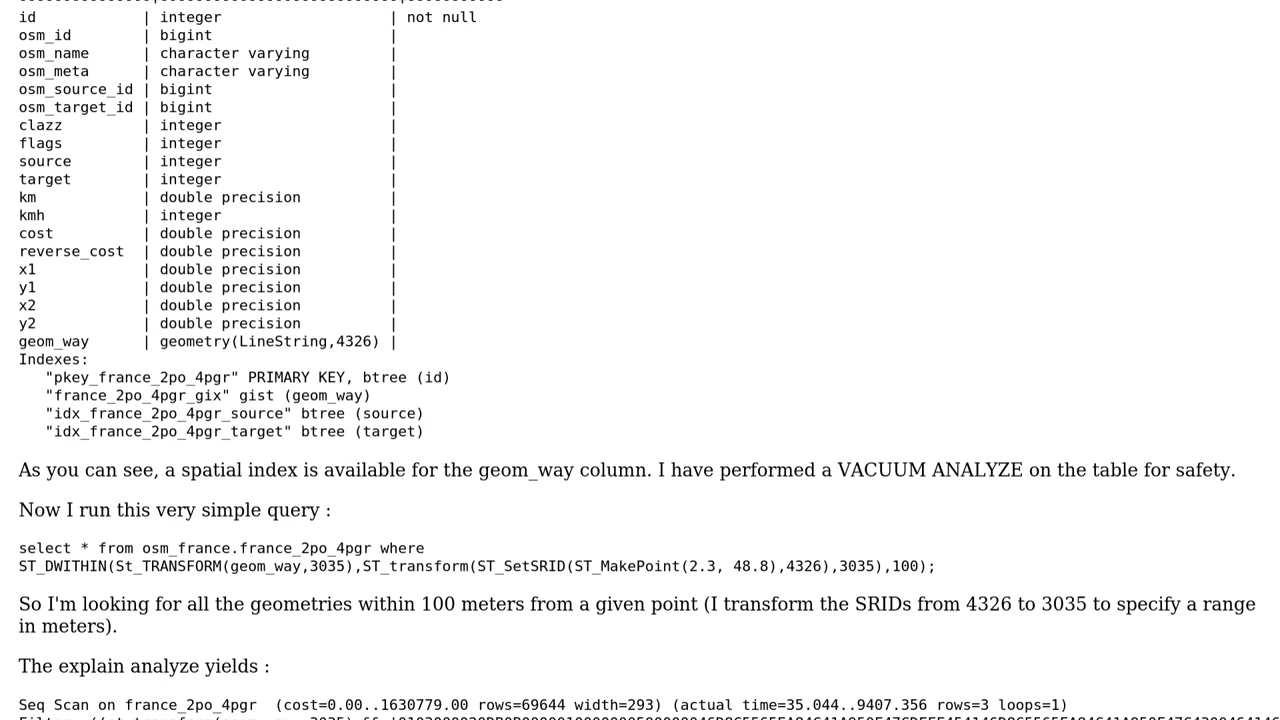 id | integer | not null
osm_id | bigint |
osm_name | character varying |
osm_meta | character varying |
osm_source_id | bigint |
osm_target_id | bigint |
clazz | integer |
flags | integer |
source | integer |
target | integer |
km | double precision |
kmh | integer |
cost | double precision |
reverse_cost | double precision |
x1 | double precision |
y1 | double precision |
x2 | double precision |
y2 | double precision |
geom_way | geometry(LineString,4326) |
Indexes:
"pkey_france_2po_4pgr" PRIMARY KEY, btree (id)
"france_2po_4pgr_gix" gist (geom_way)
"idx_france_2po_4pgr_source" btree (source)
"idx_france_2po_4pgr_target" btree (target)
As you can see, a spatial index is available for the geom_way column. I have performed a VACUUM ANALYZE on the table for safety.
Now I run this very simple query :
select * from osm_france.france_2po_4pgr where
ST_DWITHIN(St_TRANSFORM(geom_way,3035),ST_transform(ST_SetSRID(ST_MakePoint(2.3, 48.8),4326),3035),100);
So I'm looking for all the geometries within 100 meters from a given point (I transform the SRIDs from 4326 to 3035 to specify a range
in meters).
The explain analyze yields :
Seq Scan on france_2po_4pgr (cost=0.00..1630779.00 rows=69644 width=293) (actual time=35.044..9407.356 rows=3 loops=1)